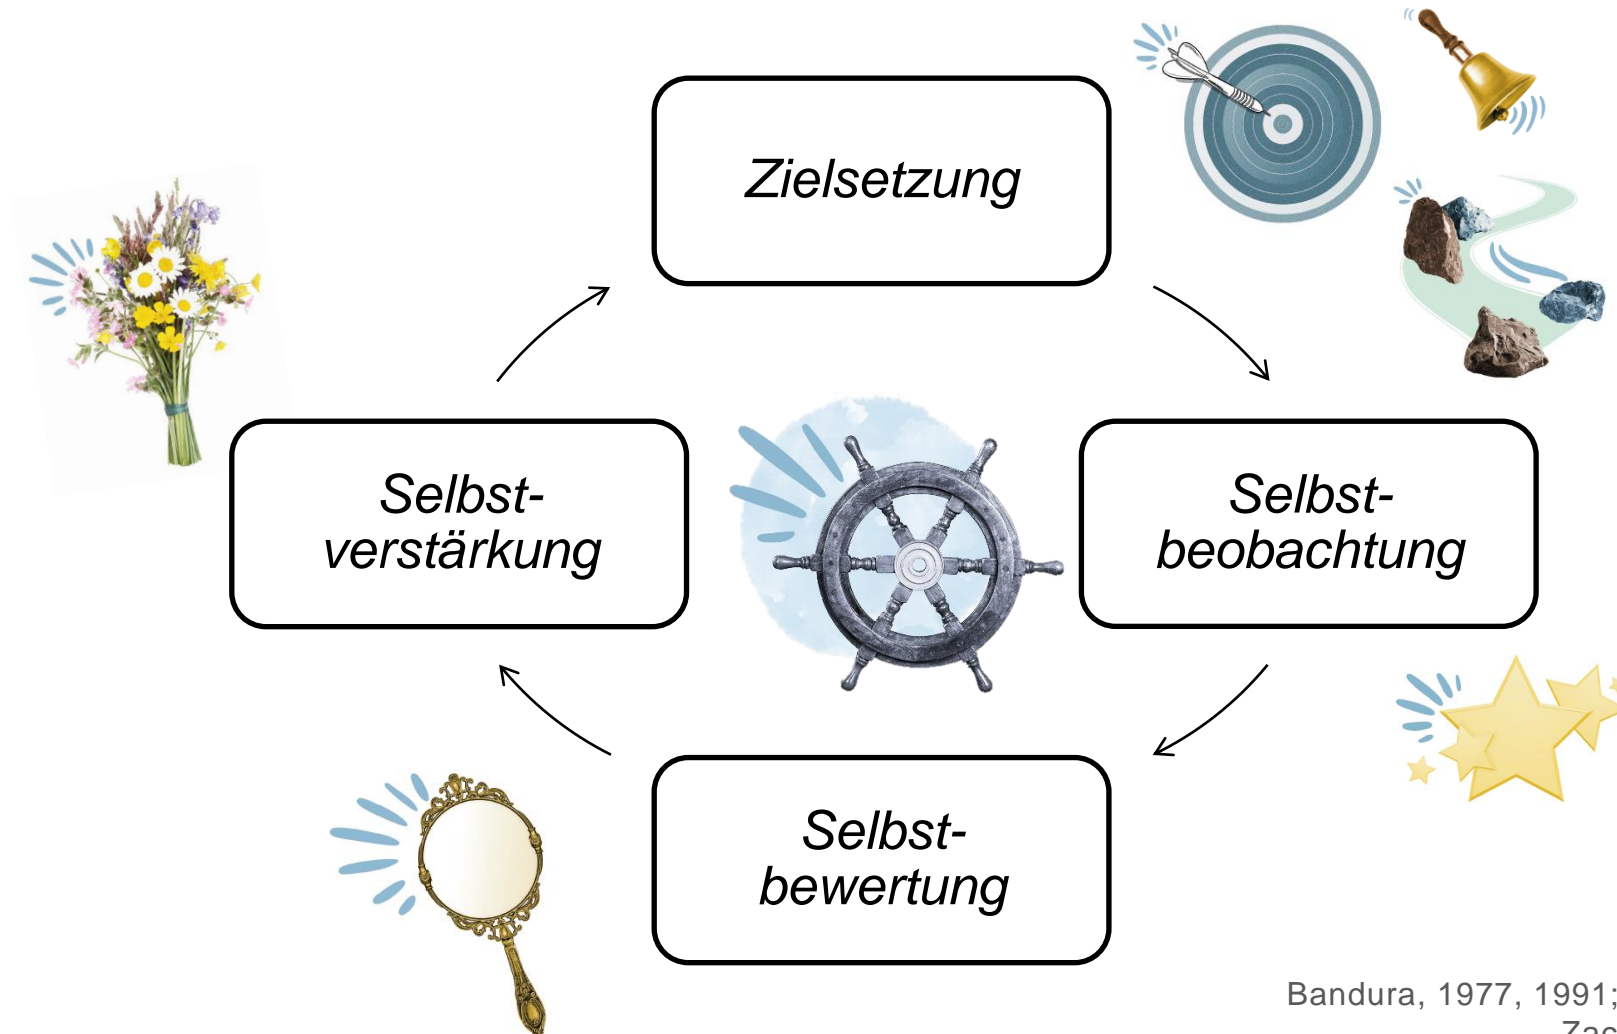 Zielsetzung
Selbst-
verstärkung
Selbst-
beobachtung
Selbst-
bewertung
Bandura, 1977, 1991;